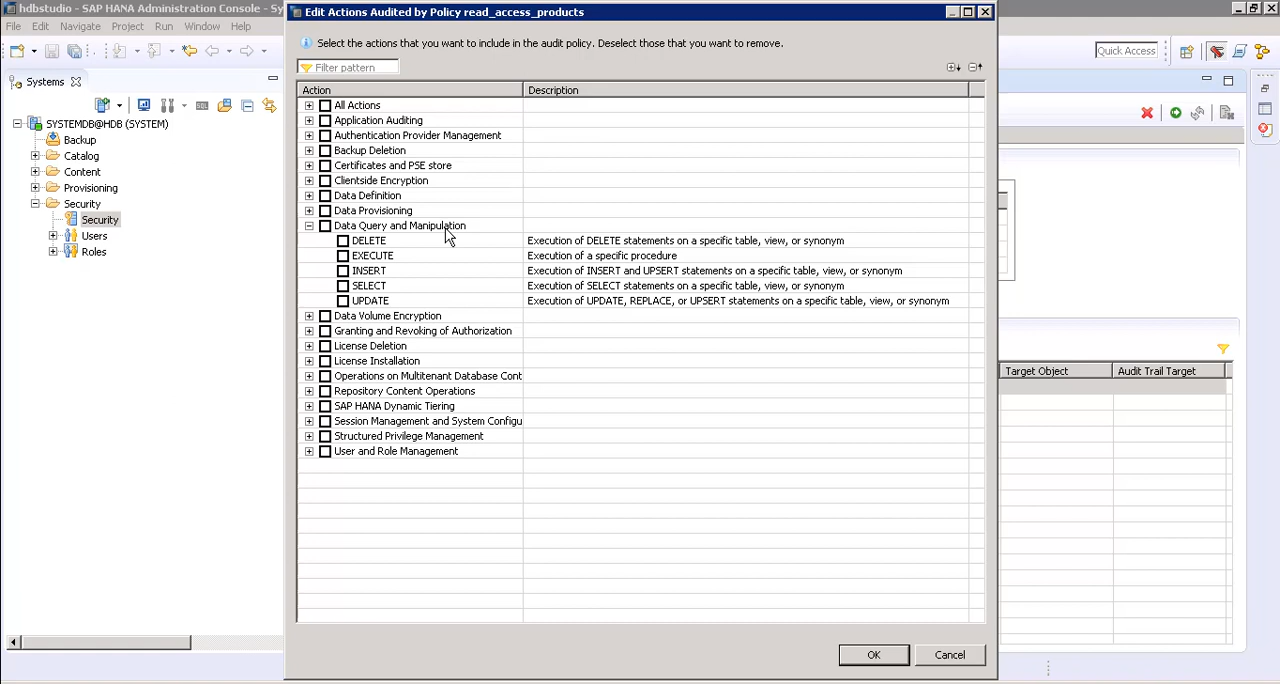 hdbstudio - SAP HANA Administration Console - Sy
Edit Actions Audited by Policy read_access_products
File Edit Navigate Project Run Window Help
Select the actions that you want to include in the audit policy. Deselect those that you want to remove.
Quick Access
Filter pattern
Systems
SYSTEMDB@HDB (SYSTEM)
Backup
Catalog
Content
Provisioning
Security
Security
Users
Roles
Action Description
All Actions
Application Auditing
Authentication Provider Management
Backup Deletion
Certificates and PSE store
Clientside Encryption
Data Definition
Data Provisioning
Data Query and Manipulation
DELETE Execution of DELETE statements on a specific table, view, or synonym
EXECUTE Execution of a specific procedure
INSERT Execution of INSERT and UPSERT statements on a specific table, view, or synonym
SELECT Execution of SELECT statements on a specific table, view, or synonym
UPDATE Execution of UPDATE, REPLACE, or UPSERT statements on a specific table, view, or synonym
Data Volume Encryption
Granting and Revoking of Authorization
License Deletion
License Installation
Operations on Multitenant Database Cont
Repository Content Operations
SAP HANA Dynamic Tiering
Session Management and System Configu
Structured Privilege Management
User and Role Management
Target Object Audit Trail Target
OK Cancel